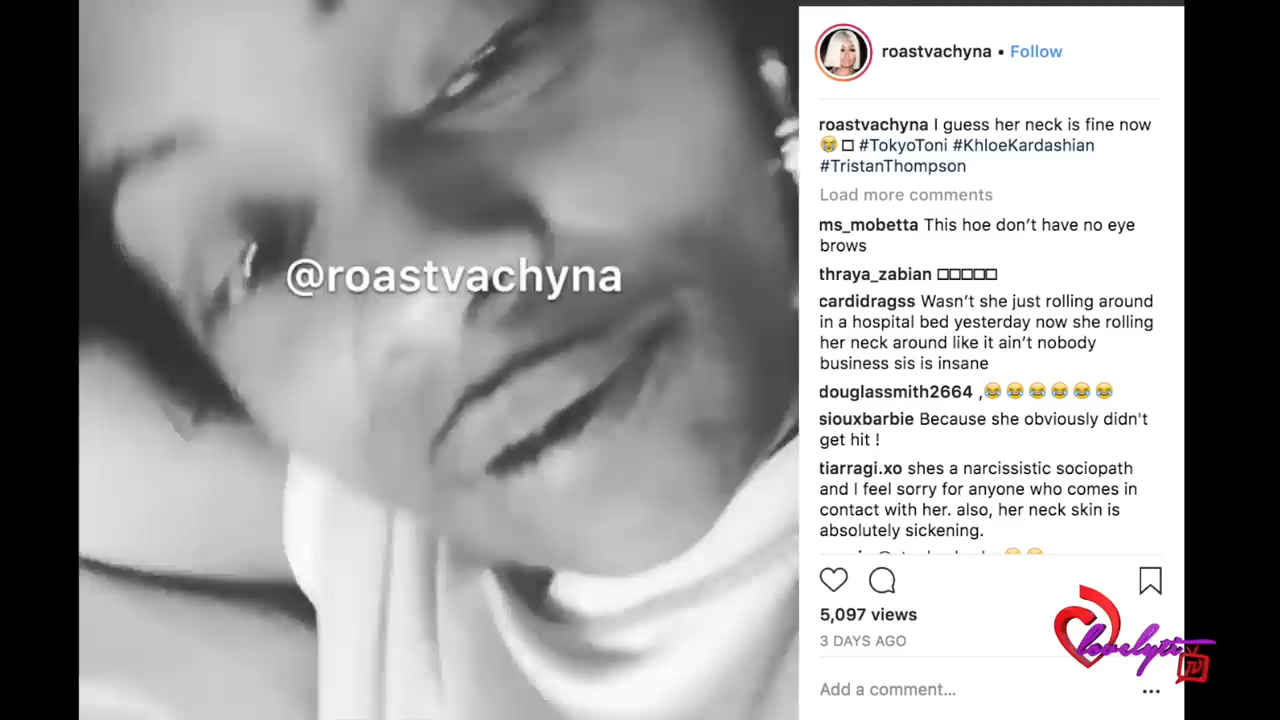 @roastvachyna
roastvachyna • Follow
roastvachyna I guess her neck is fine now
😭 □ #TokyoToni #KhloeKardashian
#TristanThompson
Load more comments
ms_mobetta This hoe don’t have no eye
brows
thraya_zabian □□□□□
cardidragss Wasn’t she just rolling around
in a hospital bed yesterday now she rolling
her neck around like it ain’t nobody
business sis is insane
douglassmith2664 ,😂😂😂😂😂😂
siouxbarbie Because she obviously didn't
get hit !
tiarragi.xo shes a narcissistic sociopath
and I feel sorry for anyone who comes in
contact with her. also, her neck skin is
absolutely sickening.
5,097 views
3 DAYS AGO
lovelyti
TV
Add a comment...